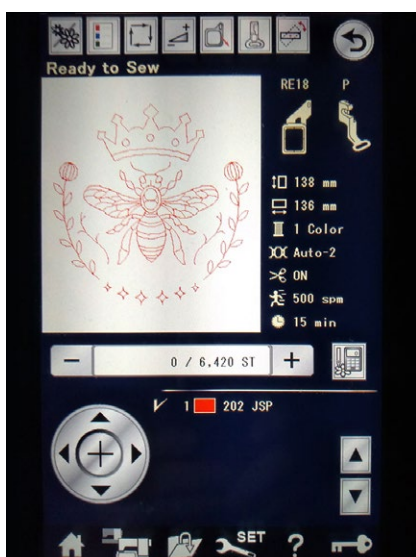 Ready to Sew
RE18 P
138 mm
136 mm
1 Color
Auto-2
ON
500 spm
15 min
0 / 6,420 ST
1 202 JSP
SET
?